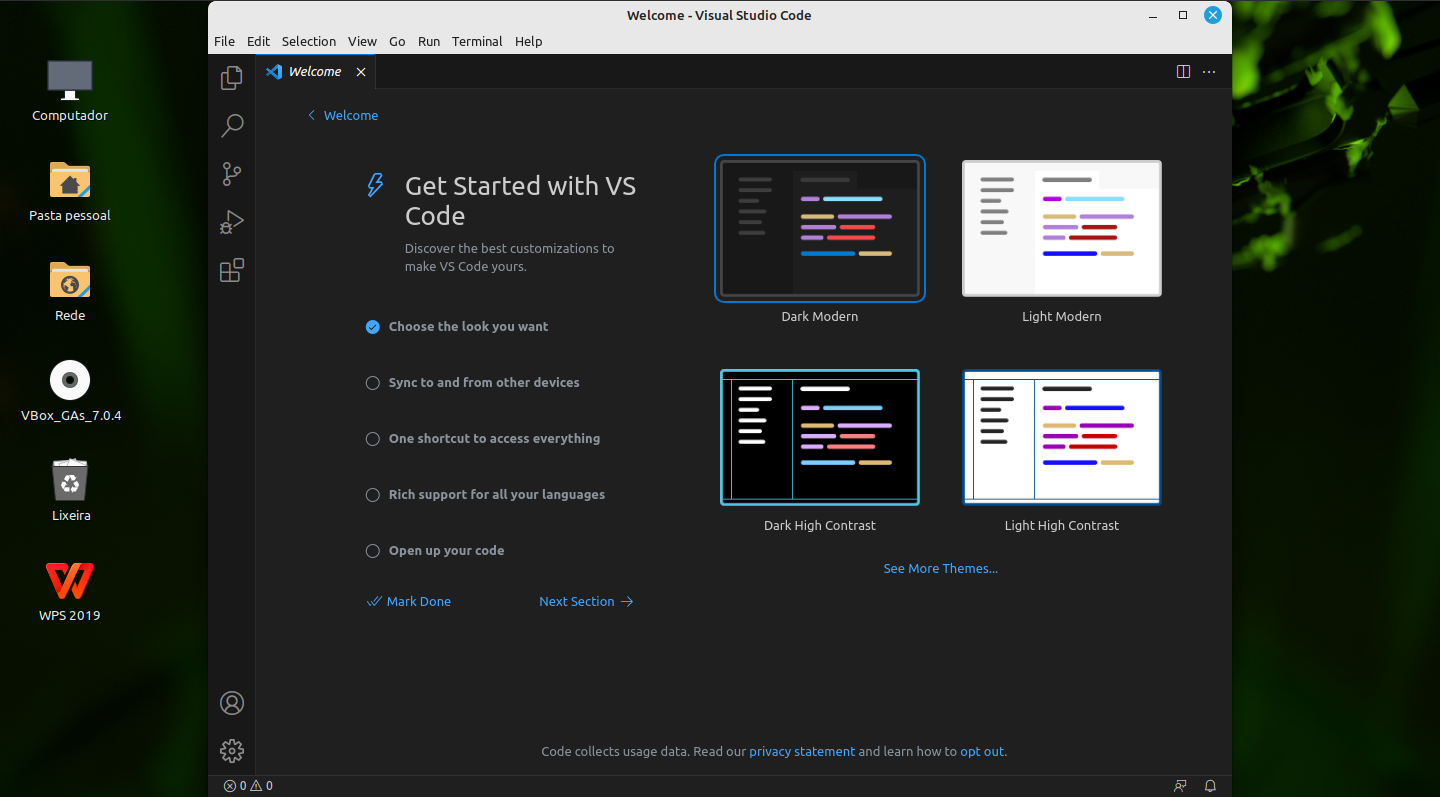 Welcome - Visual Studio Code
File Edit Selection View Go Run Terminal Help
Welcome
Welcome
Get Started with VS
Code
Discover the best customizations to
make VS Code yours.
Choose the look you want
Sync to and from other devices
One shortcut to access everything
Rich support for all your languages
Open up your code
Mark Done
Next Section
Dark Modern
Light Modern
Dark High Contrast
Light High Contrast
See More Themes...
Code collects usage data. Read our privacy statement and learn how to opt out.
0 0
Computador
Pasta pessoal
Rede
VBox_GAs_7.0.4
Lixeira
WPS 2019